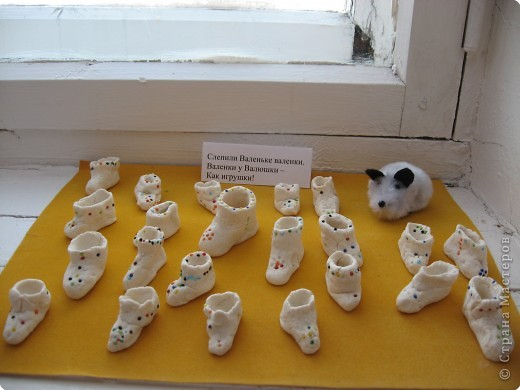 Слепили Валеньке валенки.
Валенки у Валюшки –
Как игрушки!
© Страна Мастеров